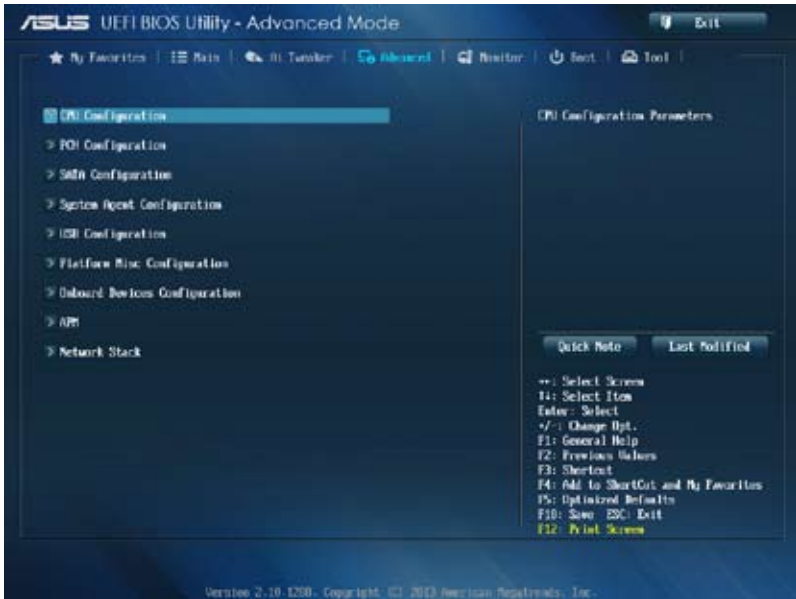 ASUS UEFI BIOS Utility - Advanced Mode
Exit
My Favorites
Main
Ai Tweaker
Advanced
Monitor
Boot
Tool
CPU Configuration
PCH Configuration
SATA Configuration
System Agent Configuration
USB Configuration
Platform Misc Configuration
Onboard Devices Configuration
APM
Network Stack
CPU Configuration Parameters
Quick Note
Last Modified
→←: Select Screen
↑↓: Select Item
Enter: Select
+/-: Change Opt.
F1: General Help
F2: Previous Values
F3: Shortcut
F4: Add to ShortCut and My Favorites
F5: Optimized Defaults
F10: Save ESC: Exit
F12: Print Screen
Version 2.10.1208. Copyright (C) 2013 American Megatrends, Inc.